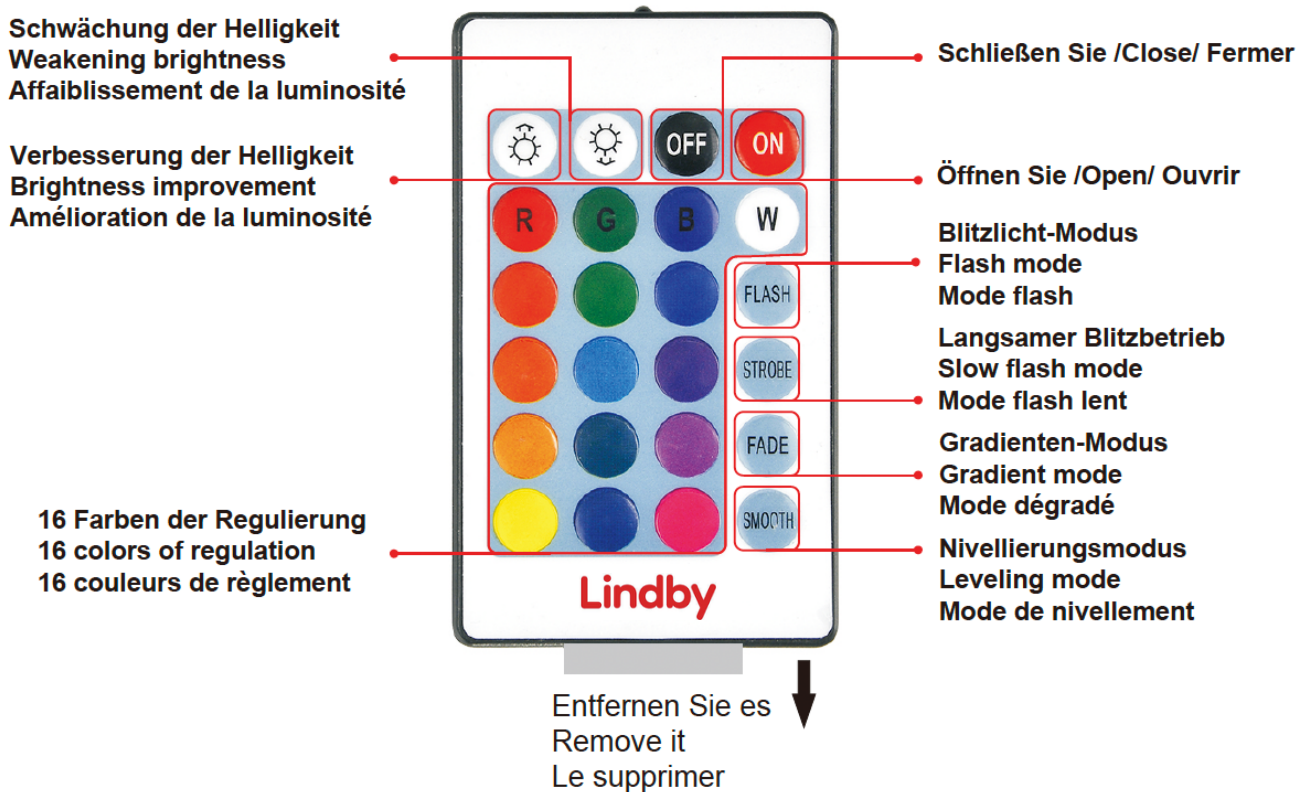 Schwächung der Helligkeit
Weakening brightness
Affaiblissement de la luminosité
Verbesserung der Helligkeit
Brightness improvement
Amélioration de la luminosité
16 Farben der Regulierung
16 colors of regulation
16 couleurs de règlement
OFF
ON
R
G
B
W
FLASH
STROBE
FADE
SMOOTH
Lindby
Schließen Sie /Close/ Fermer
Öffnen Sie /Open/ Ouvrir
Blitzlicht-Modus
Flash mode
Mode flash
Langsamer Blitzbetrieb
Slow flash mode
Mode flash lent
Gradienten-Modus
Gradient mode
Mode dégradé
Nivellierungsmodus
Leveling mode
Mode de nivellement
Entfernen Sie es
Remove it
Le supprimer